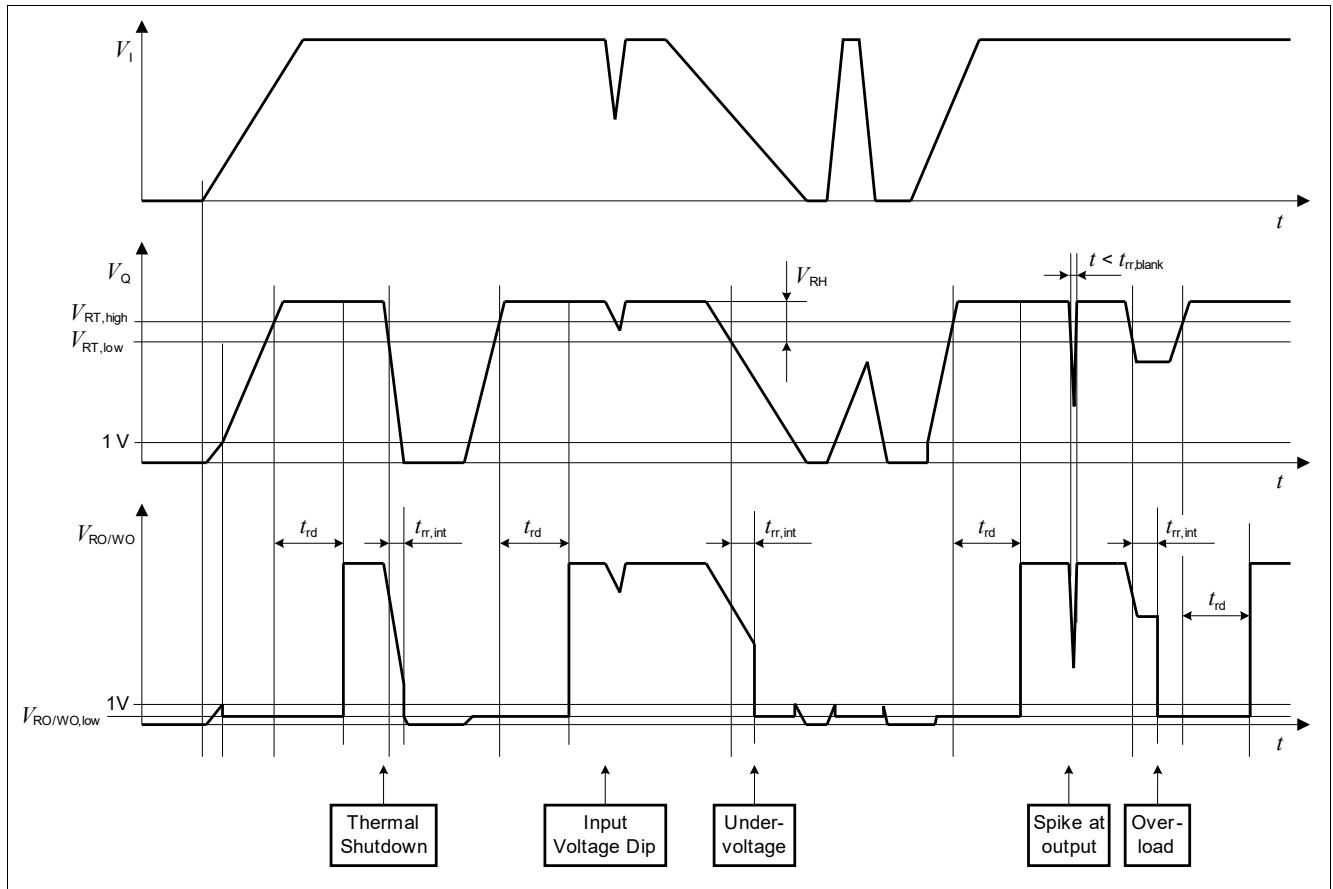 V_I
t
V_Q
V_RH
t < t_rr,blank
V_RT,high
V_RT,low
1 V
t
V_RO/WO
t_rd
t_rr,int
t_rd
t_rr,int
t_rd
t_rr,int
t_rd
1V
V_RO/WO,low
t
Thermal
Shutdown
Input
Voltage Dip
Under-
voltage
Spike at
output
Over-
load